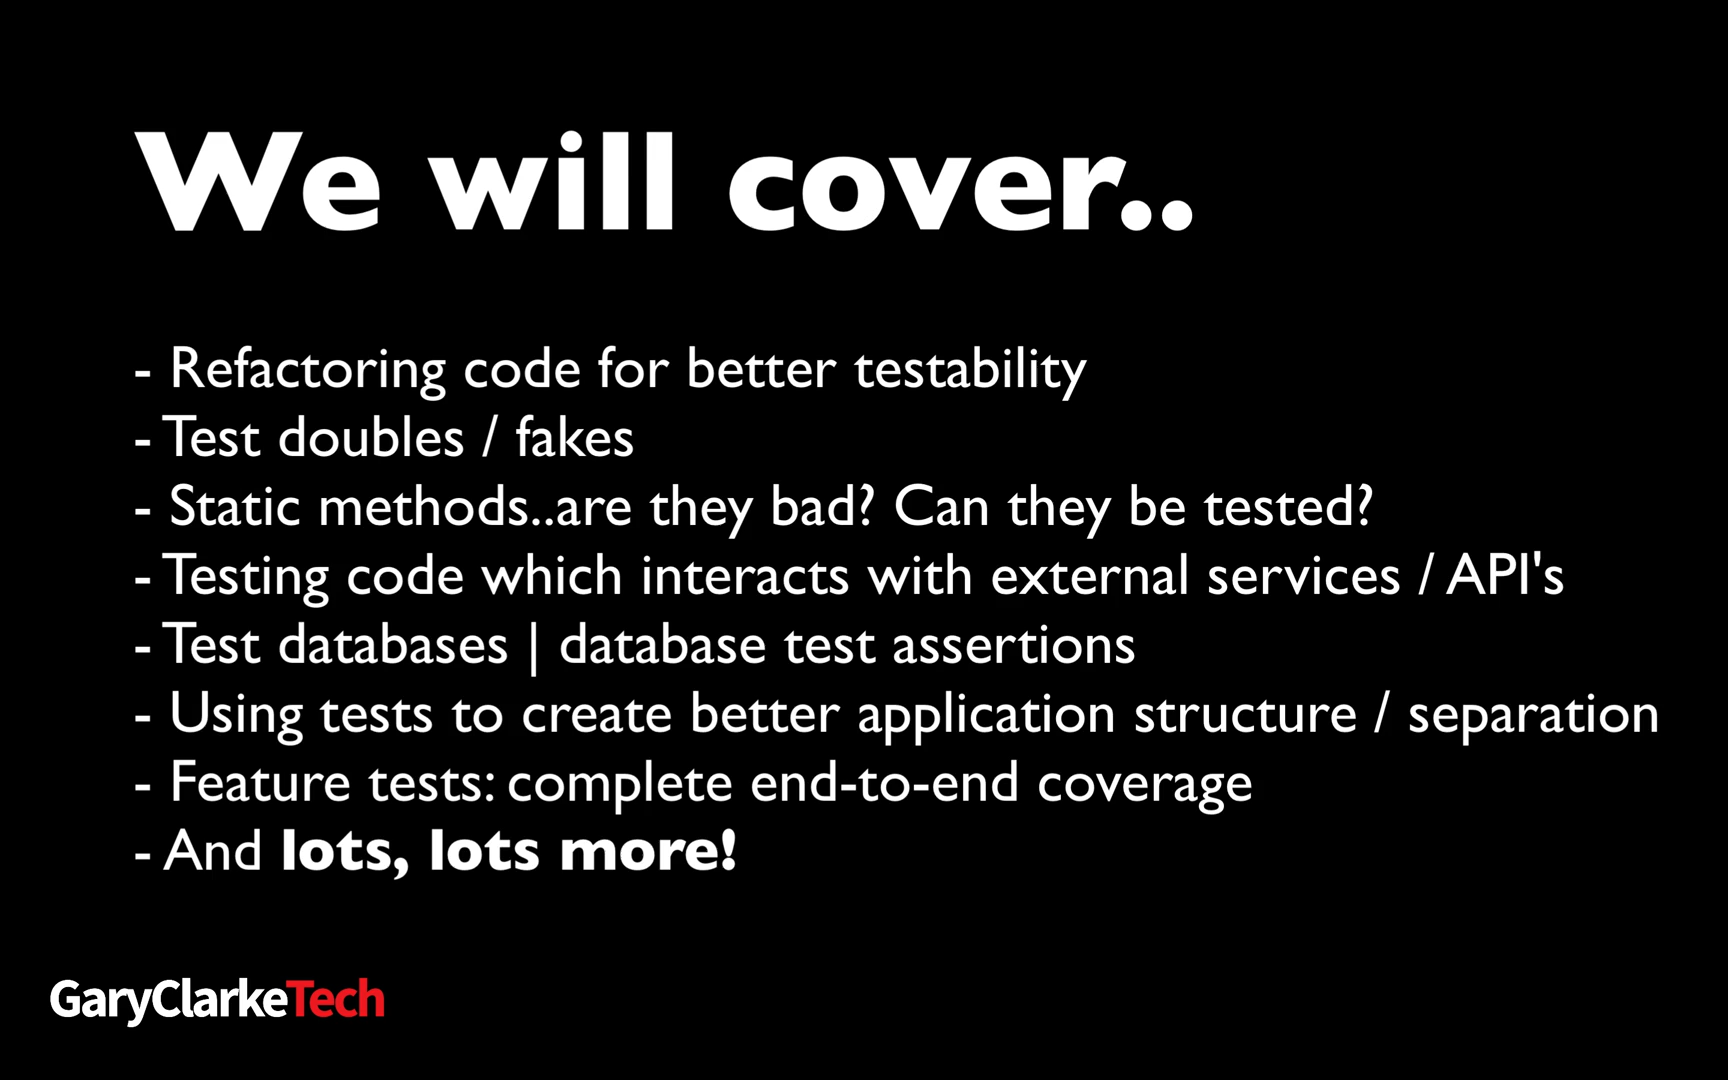 We will cover..
- Refactoring code for better testability
- Test doubles / fakes
- Static methods..are they bad? Can they be tested?
- Testing code which interacts with external services / API's
- Test databases | database test assertions
- Using tests to create better application structure / separation
- Feature tests: complete end-to-end coverage
- And lots, lots more!
GaryClarkeTech